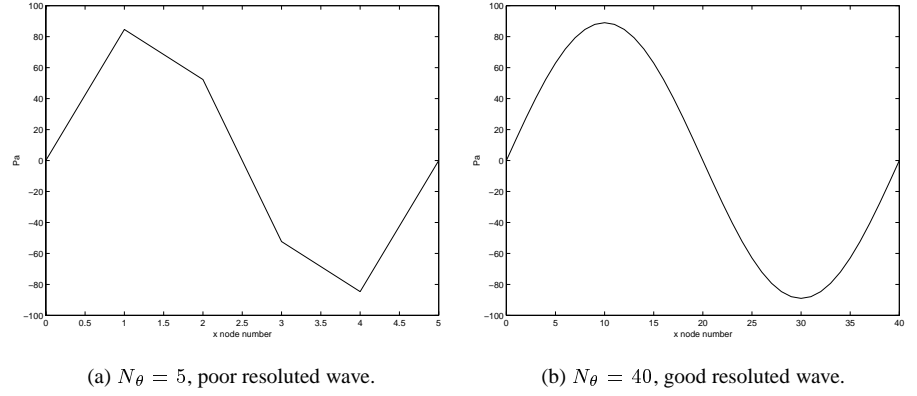 100
80
60
40
20
0
−20
−40
−60
−80
−100
Pa
0 0.5 1 1.5 2 2.5 3 3.5 4 4.5 5
x node number
(a) N_θ = 5, poor resoluted wave.
100
80
60
40
20
0
−20
−40
−60
−80
−100
Pa
0 5 10 15 20 25 30 35 40
x node number
(b) N_θ = 40, good resoluted wave.